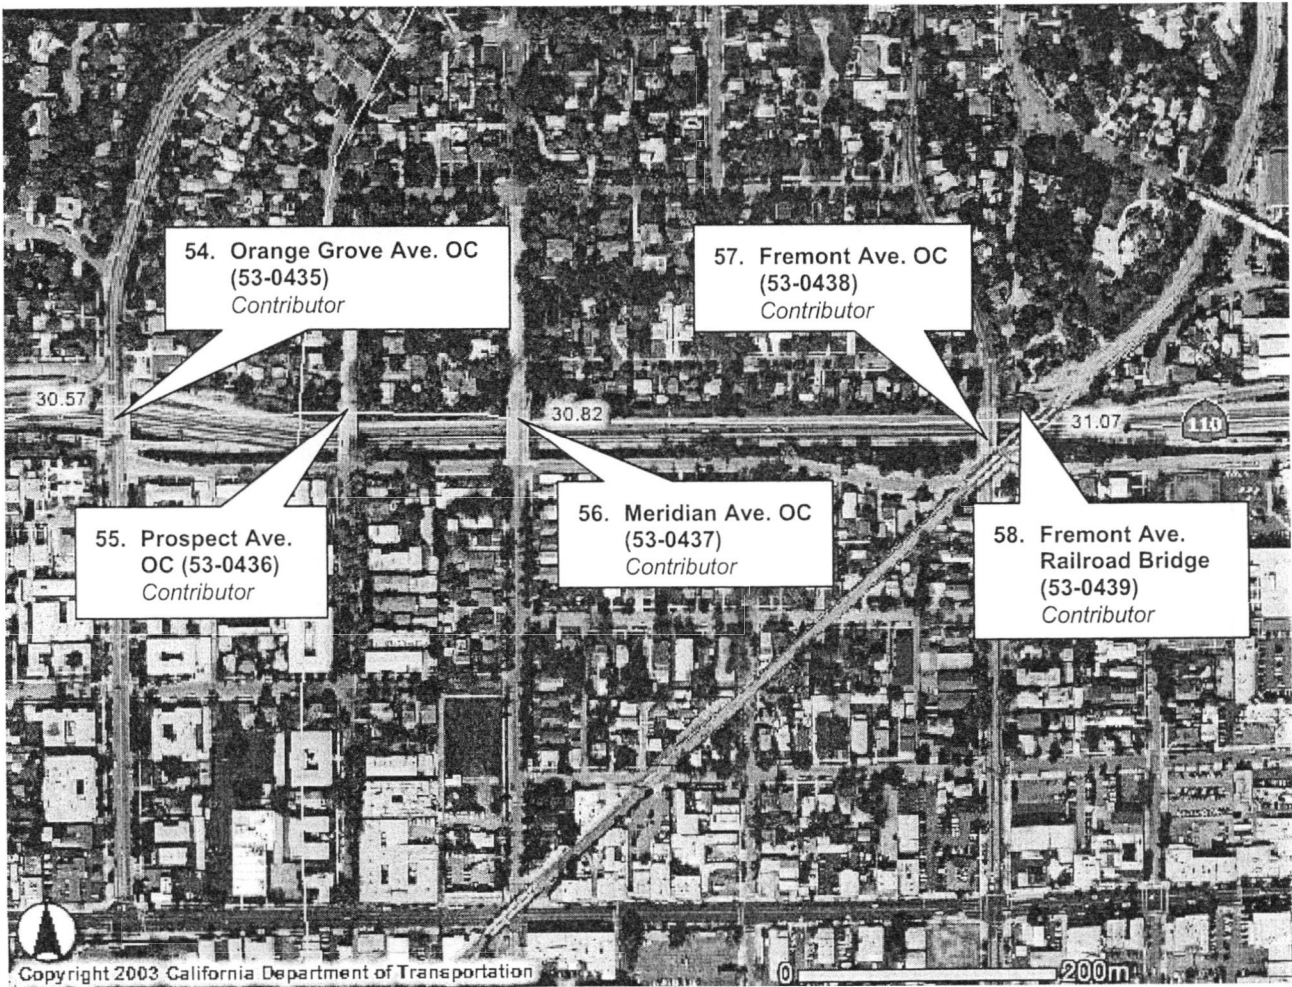 54. Orange Grove Ave. OC
(53-0435)
Contributor
57. Fremont Ave. OC
(53-0438)
Contributor
30.57
30.82
31.07
110
55. Prospect Ave.
OC (53-0436)
Contributor
56. Meridian Ave. OC
(53-0437)
Contributor
58. Fremont Ave.
Railroad Bridge
(53-0439)
Contributor
Copyright 2003 California Department of Transportation
0 200m